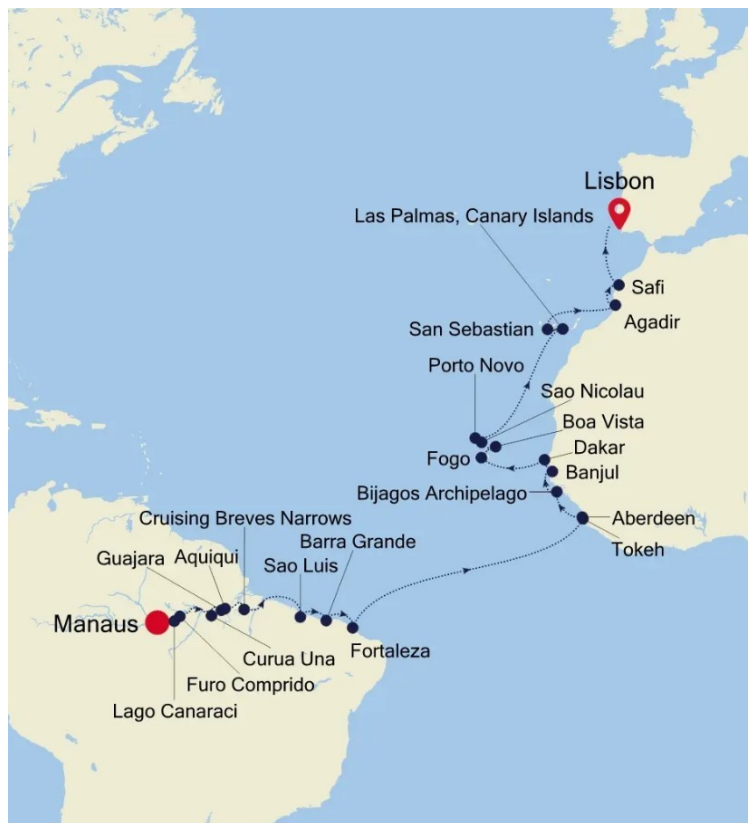 Lisbon
Las Palmas, Canary Islands
Safi
Agadir
San Sebastian
Porto Novo
Sao Nicolau
Boa Vista
Dakar
Fogo
Banjul
Bijagos Archipelago
Aberdeen
Tokeh
Cruising Breves Narrows
Barra Grande
Guajara
Aquiqui
Sao Luis
Manaus
Fortaleza
Curua Una
Furo Comprido
Lago Canaraci